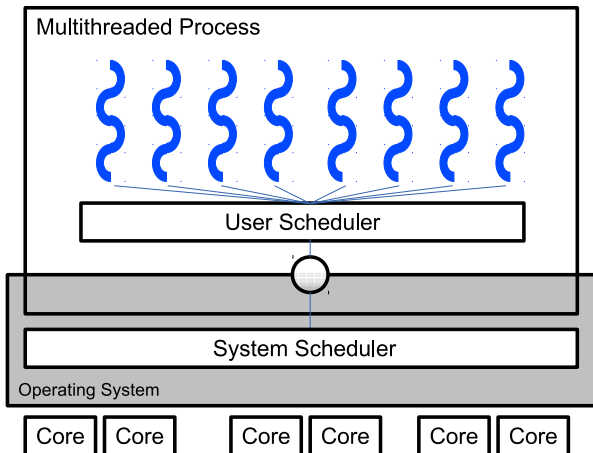 Multithreaded Process
User Scheduler
System Scheduler
Operating System
Core Core Core Core Core Core